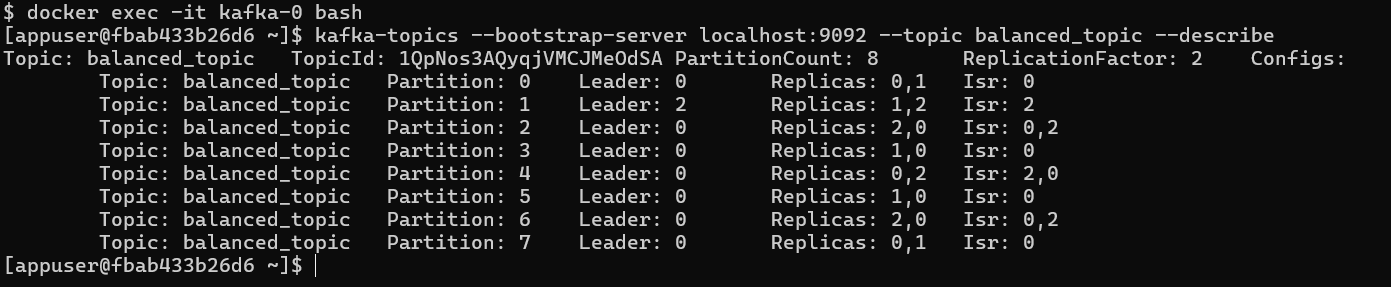 $ docker exec -it kafka-0 bash
[appuser@fbab433b26d6 ~]$ kafka-topics --bootstrap-server localhost:9092 --topic balanced_topic --describe
Topic: balanced_topic   TopicId: 1QpNos3AQyqjVMCJMeOdSA PartitionCount: 8       ReplicationFactor: 2    Configs:
        Topic: balanced_topic   Partition: 0    Leader: 0       Replicas: 0,1   Isr: 0
        Topic: balanced_topic   Partition: 1    Leader: 2       Replicas: 1,2   Isr: 2
        Topic: balanced_topic   Partition: 2    Leader: 0       Replicas: 2,0   Isr: 0,2
        Topic: balanced_topic   Partition: 3    Leader: 0       Replicas: 1,0   Isr: 0
        Topic: balanced_topic   Partition: 4    Leader: 0       Replicas: 0,2   Isr: 2,0
        Topic: balanced_topic   Partition: 5    Leader: 0       Replicas: 1,0   Isr: 0
        Topic: balanced_topic   Partition: 6    Leader: 0       Replicas: 2,0   Isr: 0,2
        Topic: balanced_topic   Partition: 7    Leader: 0       Replicas: 0,1   Isr: 0
[appuser@fbab433b26d6 ~]$